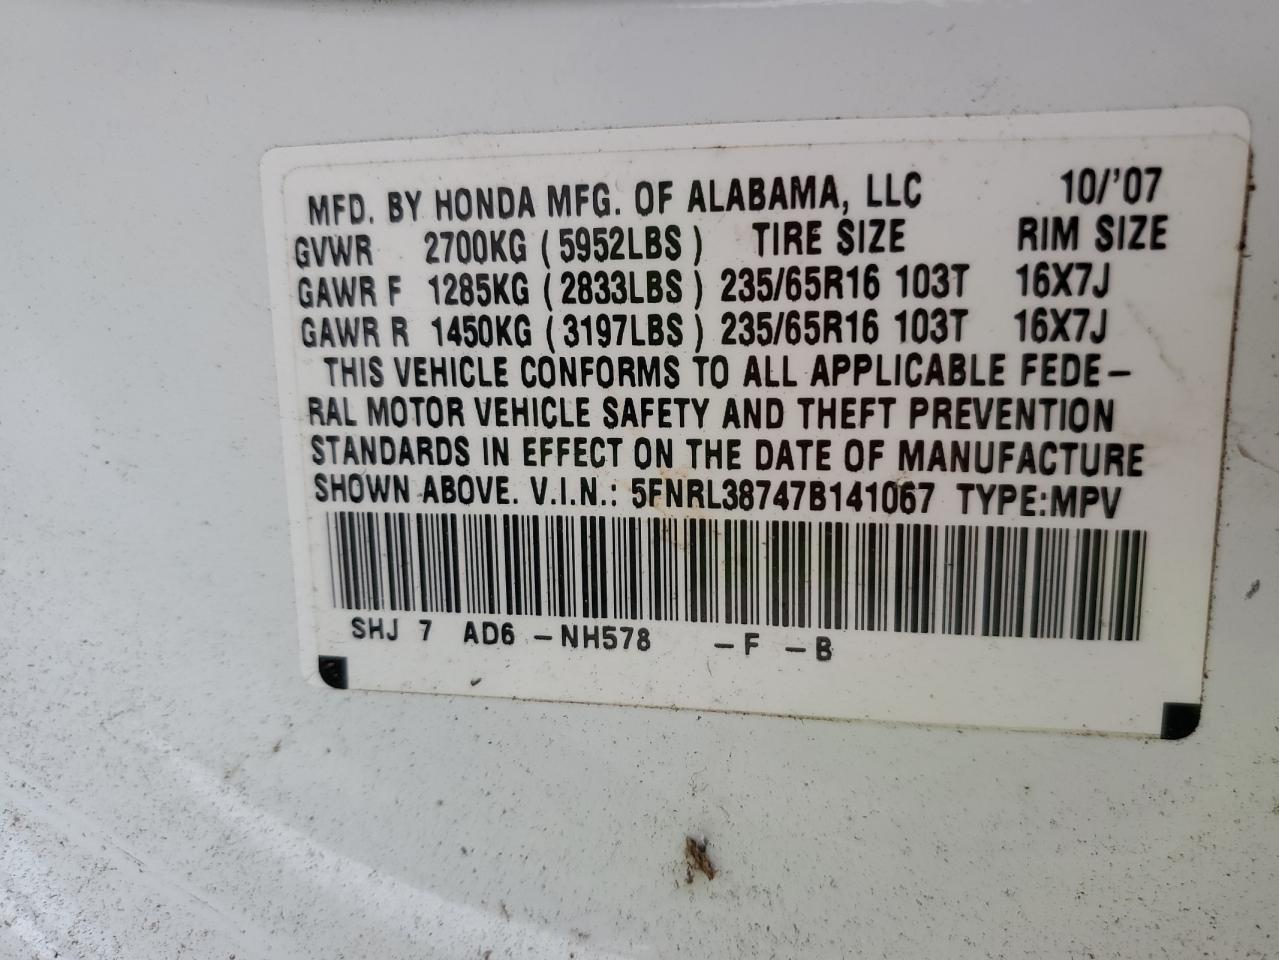 MFD. BY HONDA MFG. OF ALABAMA, LLC 10/'07
GVWR 2700KG (5952LBS) TIRE SIZE RIM SIZE
GAWR F 1285KG (2833LBS) 235/65R16 103T 16X7J
GAWR R 1450KG (3197LBS) 235/65R16 103T 16X7J
THIS VEHICLE CONFORMS TO ALL APPLICABLE FEDE-
RAL MOTOR VEHICLE SAFETY AND THEFT PREVENTION
STANDARDS IN EFFECT ON THE DATE OF MANUFACTURE
SHOWN ABOVE. V.I.N.: 5FNRL38747B141067 TYPE:MPV
SHJ 7 AD6 -NH578 -F -B